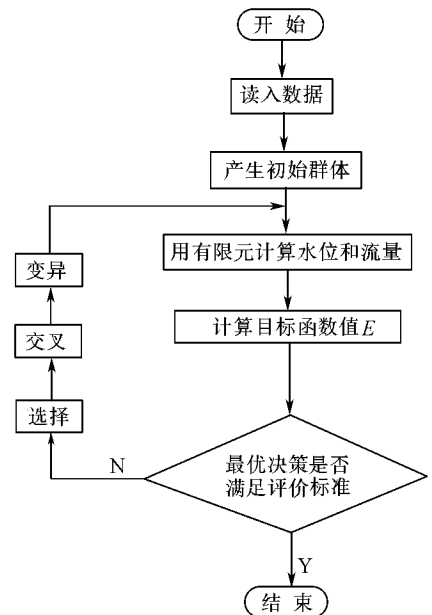 开 始
读入数据
产生初始群体
用有限元计算水位和流量
变异
计算目标函数值E
交叉
选择
N
最优决策是否
满足评价标准
Y
结 束